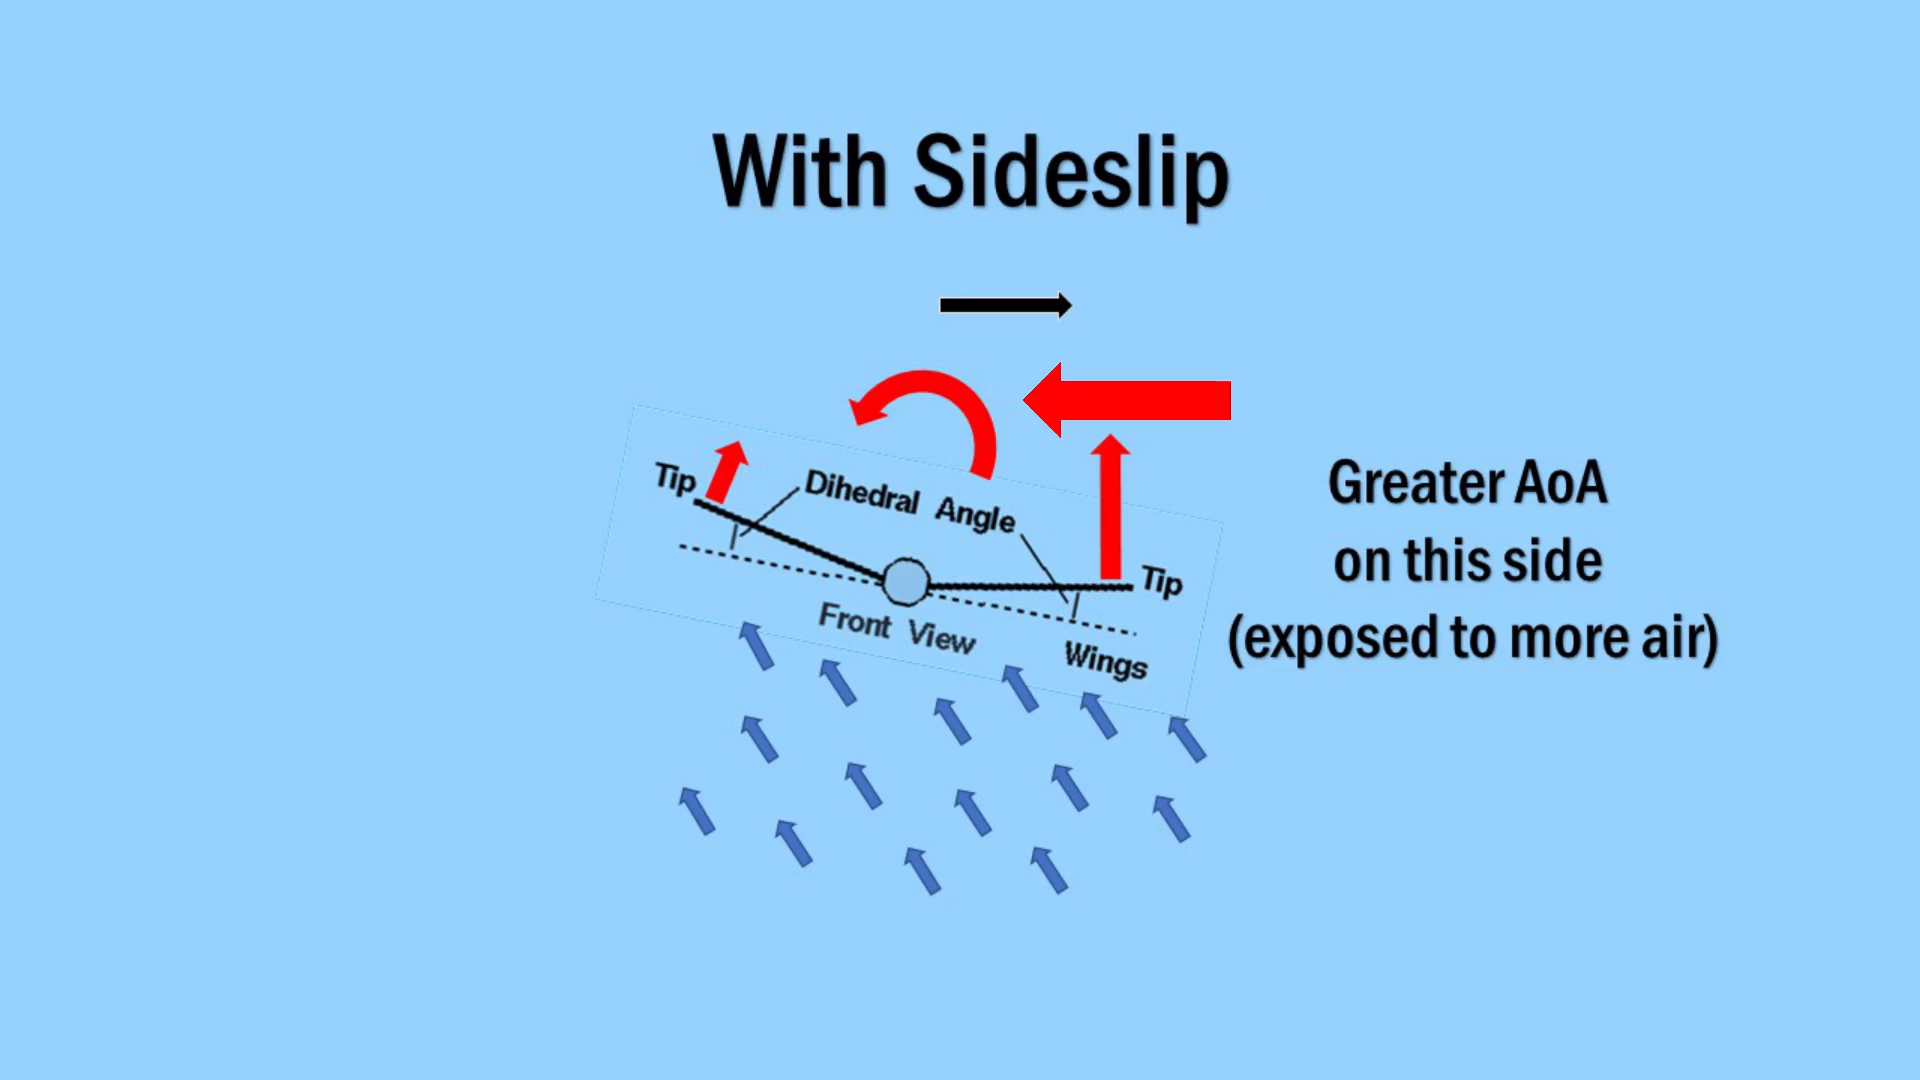 With Sideslip
Tip
Dihedral Angle
Tip
Front View
Wings
Greater AoA
on this side
(exposed to more air)